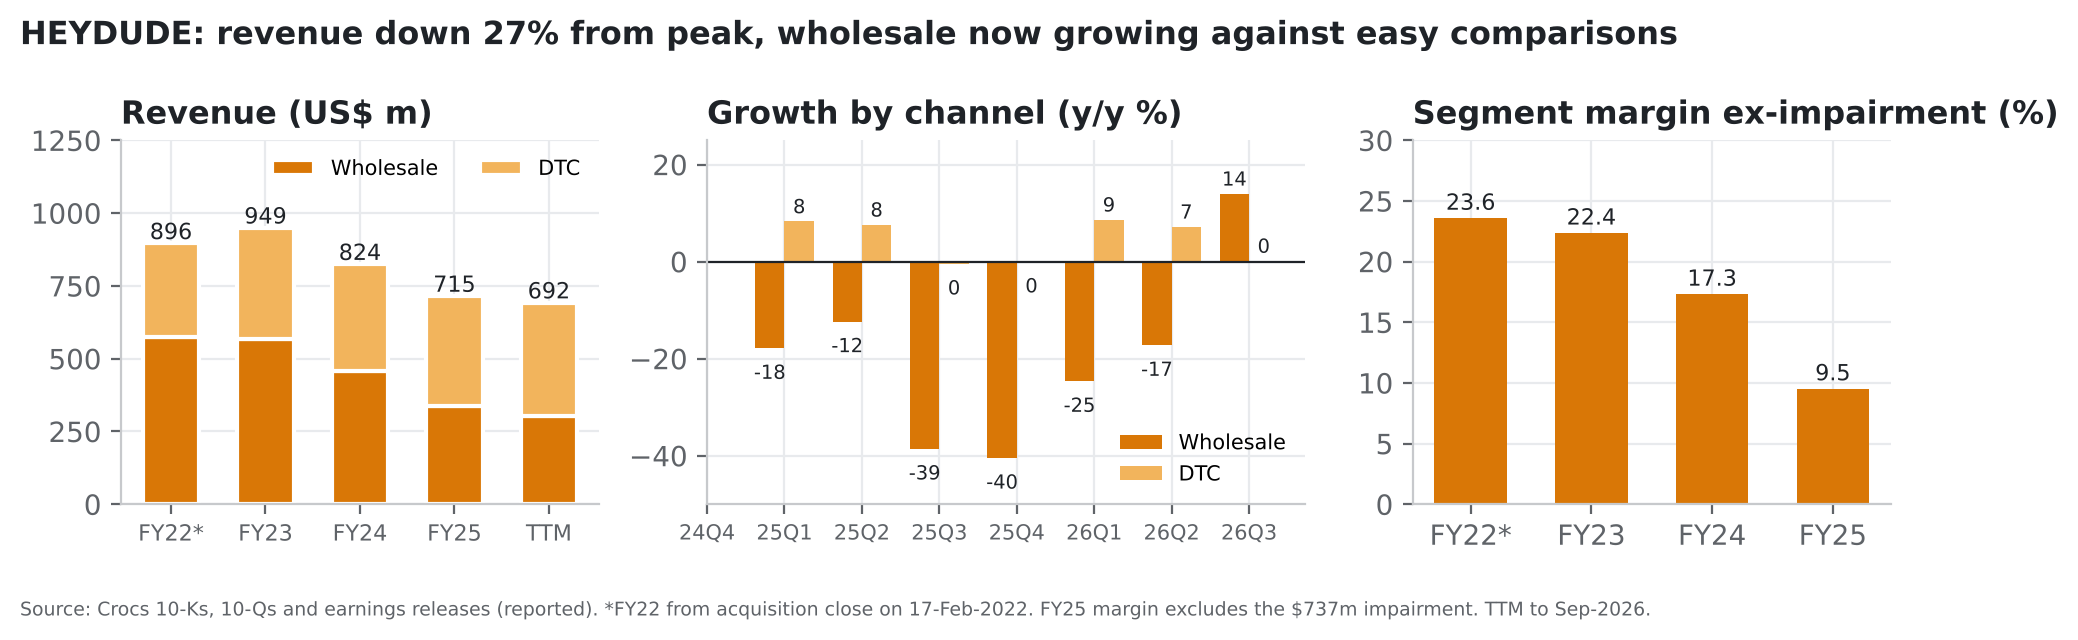 HEYDUDE: revenue down 27% from peak, wholesale now growing against easy comparisons
Revenue (US$ m)
1250
1000
750
500
250
0
Wholesale
DTC
896
949
824
715
692
FY22*
FY23
FY24
FY25
TTM
Growth by channel (y/y %)
20
0
−20
−40
8
8
9
7
14
0
0
0
-18
-12
-39
-40
-25
-17
Wholesale
DTC
24Q4
25Q1
25Q2
25Q3
25Q4
26Q1
26Q2
26Q3
Segment margin ex-impairment (%)
30
25
20
15
10
5
0
23.6
22.4
17.3
9.5
FY22*
FY23
FY24
FY25
Source: Crocs 10-Ks, 10-Qs and earnings releases (reported). *FY22 from acquisition close on 17-Feb-2022. FY25 margin excludes the $737m impairment. TTM to Sep-2026.